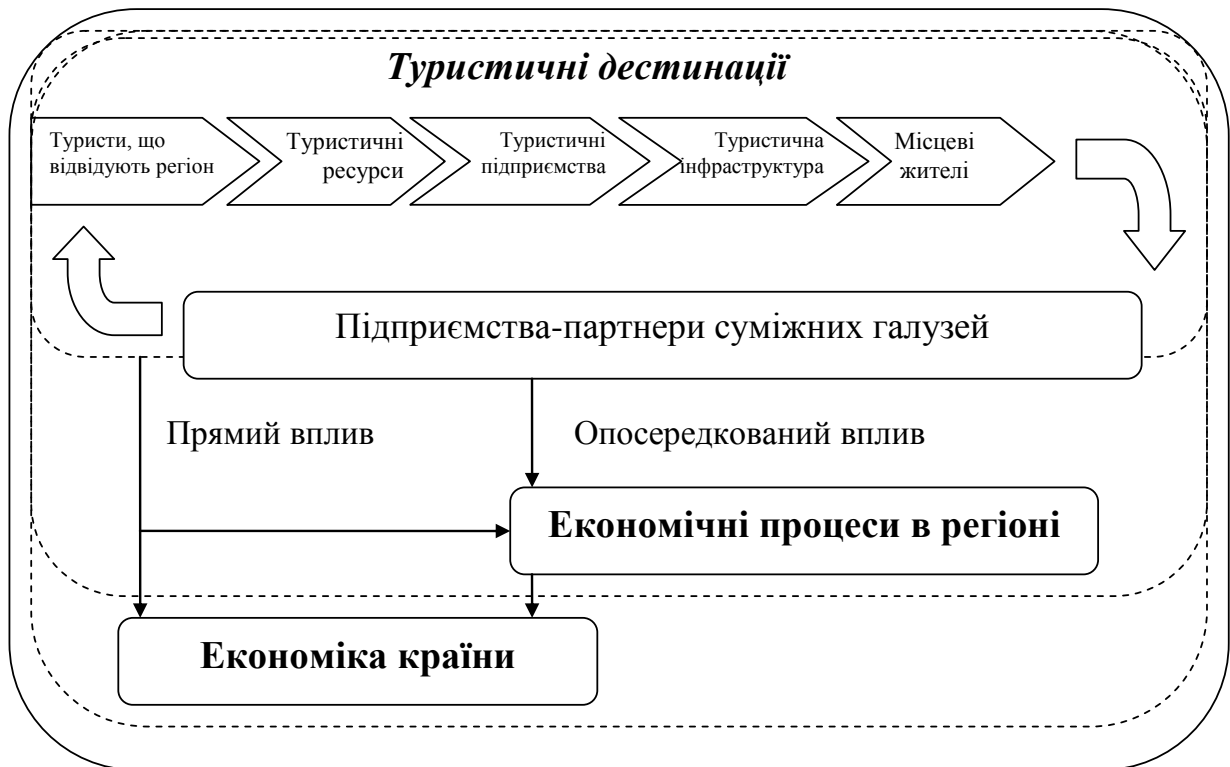 Туристичні дестинації
Туристи, що
відвідують регіон
Туристичні
ресурси
Туристичні
підприємства
Туристична
інфраструктура
Місцеві
жителі
Підприємства-партнери суміжних галузей
Прямий вплив
Опосередкований вплив
Економічні процеси в регіоні
Економіка країни